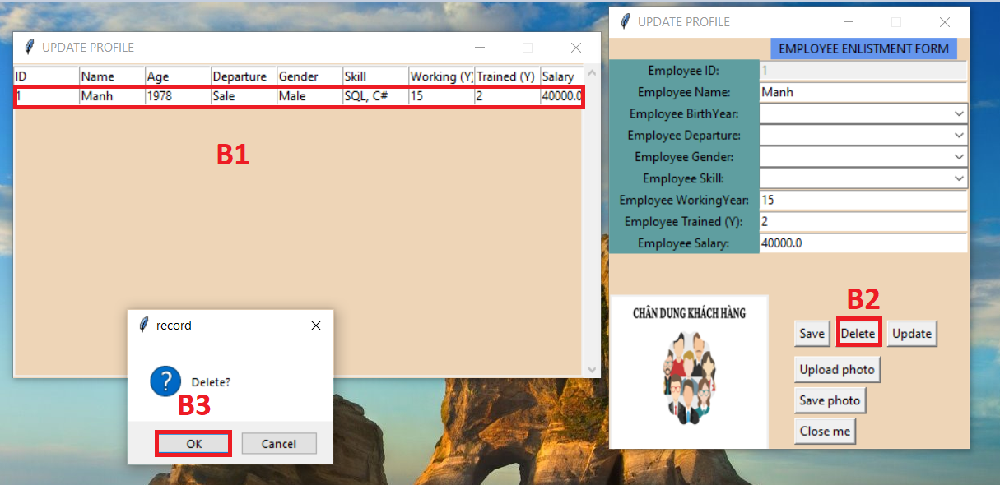 UPDATE PROFILE
ID Name Age Departure Gender Skill Working (Y) Trained (Y) Salary
1 Manh 1978 Sale Male SQL, C# 15 2 40000.0
B1
record
Delete?
B3
OK Cancel
UPDATE PROFILE
EMPLOYEE ENLISTMENT FORM
Employee ID: 1
Employee Name: Manh
Employee BirthYear:
Employee Departure:
Employee Gender:
Employee Skill:
Employee WorkingYear: 15
Employee Trained (Y): 2
Employee Salary: 40000.0
CHÂN DUNG KHÁCH HÀNG
B2
Save Delete Update
Upload photo
Save photo
Close me